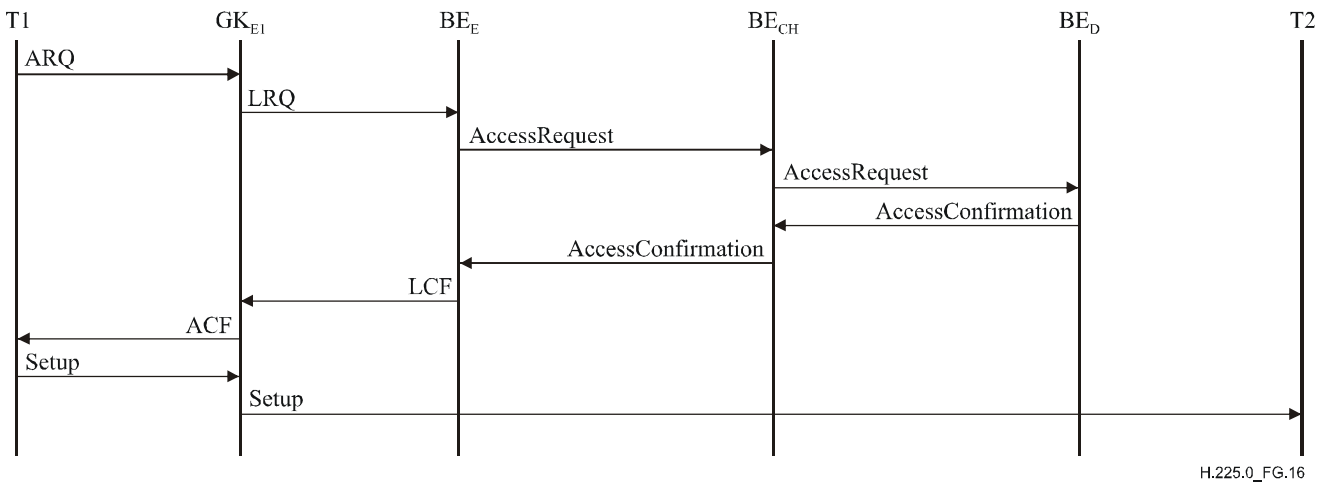 T1 GK_E1 BE_E BE_CH BE_D T2
ARQ
LRQ
AccessRequest
AccessRequest
AccessConfirmation
AccessConfirmation
LCF
ACF
Setup
Setup
H.225.0_FG.16